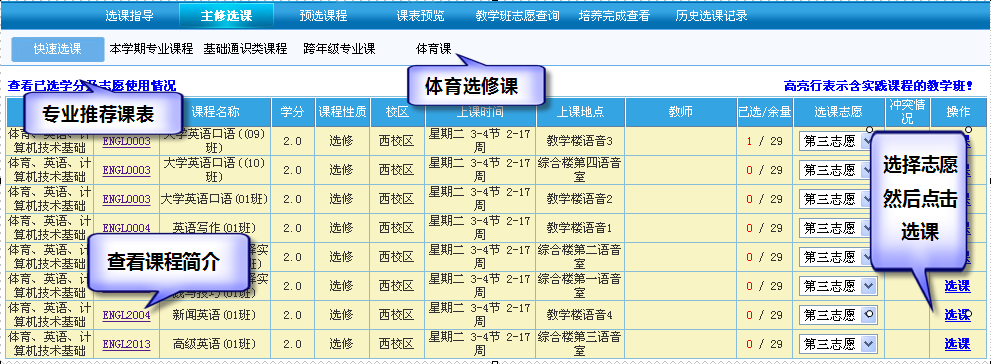 选课指导 主修选课 预选课程 课表预览 教学班志愿查询 培养完成查看 历史选课记录
快速选课 本学期专业课程 基础通识类课程 跨年级专业课 体育课
查看已选学分及志愿使用情况 高亮行表示含实践课程的教学班!
专业推荐课表
体育选修课
课程名称 学分 课程性质 校区 上课时间 上课地点 教师 已选/余量 选课志愿 冲突情况 操作
体育、英语、计算机技术基础 ENGL0003 大学英语口语((09)班) 2.0 选修 西校区 星期二 3-4节 2-17周 教学楼语音3 1 / 29 第三志愿
体育、英语、计算机技术基础 ENGL0003 大学英语口语((10)班) 2.0 选修 西校区 星期二 3-4节 2-17周 综合楼第四语音室 0 / 29 第三志愿
体育、英语、计算机技术基础 ENGL0003 大学英语口语(01班) 2.0 选修 西校区 星期二 3-4节 2-17周 教学楼语音2 0 / 29 第三志愿
体育、英语、计算机技术基础 ENGL0004 英语写作(01班) 2.0 选修 西校区 星期二 3-4节 2-17周 教学楼语音1 0 / 29 第三志愿
体育、英语、计算机技术基础 2.0 选修 西校区 星期二 3-4节 2-17周 综合楼第二语音室 0 / 29 第三志愿
体育、英语、计算机技术基础 (01班) 2.0 选修 西校区 星期二 3-4节 2-17周 综合楼第一语音室 0 / 29 第三志愿 选课
体育、英语、计算机技术基础 ENGL2004 新闻英语(01班) 2.0 选修 西校区 星期二 3-4节 2-17周 教学楼语音4 0 / 29 第三志愿 选课
体育、英语、计算机技术基础 ENGL2013 高级英语(01班) 2.0 选修 西校区 星期二 3-4节 2-17周 综合楼第三语音室 0 / 29 第三志愿 选课
查看课程简介
选择志愿
然后点击
选课